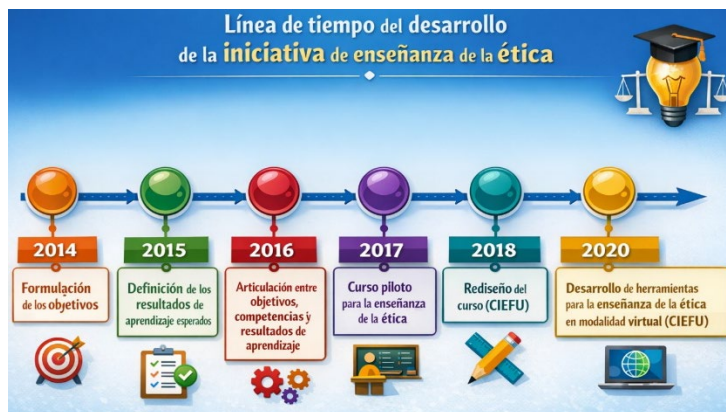 Línea de tiempo del desarrollo
de la iniciativa de enseñanza de la ética
2014
Formulación
de los objetivos
2015
Definición de los
resultados de
aprendizaje esperados
2016
Articulación entre
objetivos,
competencias y
resultados de
aprendizaje
2017
Curso piloto
para la enseñanza
de la ética
2018
Rediseño del
curso (CIEFU)
2020
Desarrollo de herramientas
para la enseñanza de la ética
en modalidad virtual (CIEFU)